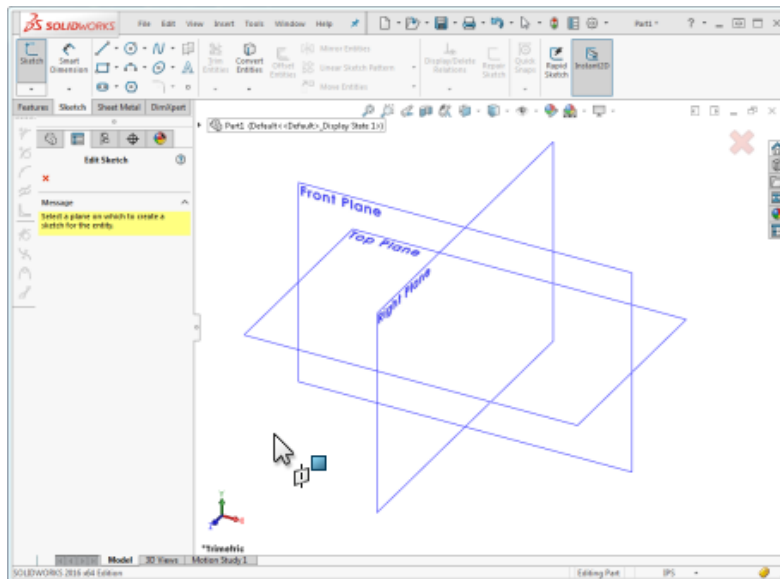 SOLIDWORKS File Edit View Insert Tools Window Help Part1 ?
Sketch Smart Dimension Trim Entities Convert Entities Offset Entities Mirror Entities Linear Sketch Pattern Move Entities Display/Delete Relations Repair Sketch Quick Snaps Rapid Sketch Instant2D
Features Sketch Sheet Metal DimXpert
Part1 (Default<<Default>_Display State 1>)
Edit Sketch
Message
Select a plane on which to create a
sketch for the entity.
Front Plane
Top Plane
Right Plane
*Trimetric
Model 3D Views Motion Study 1
SOLIDWORKS 2016 x64 Edition Editing Part IPS